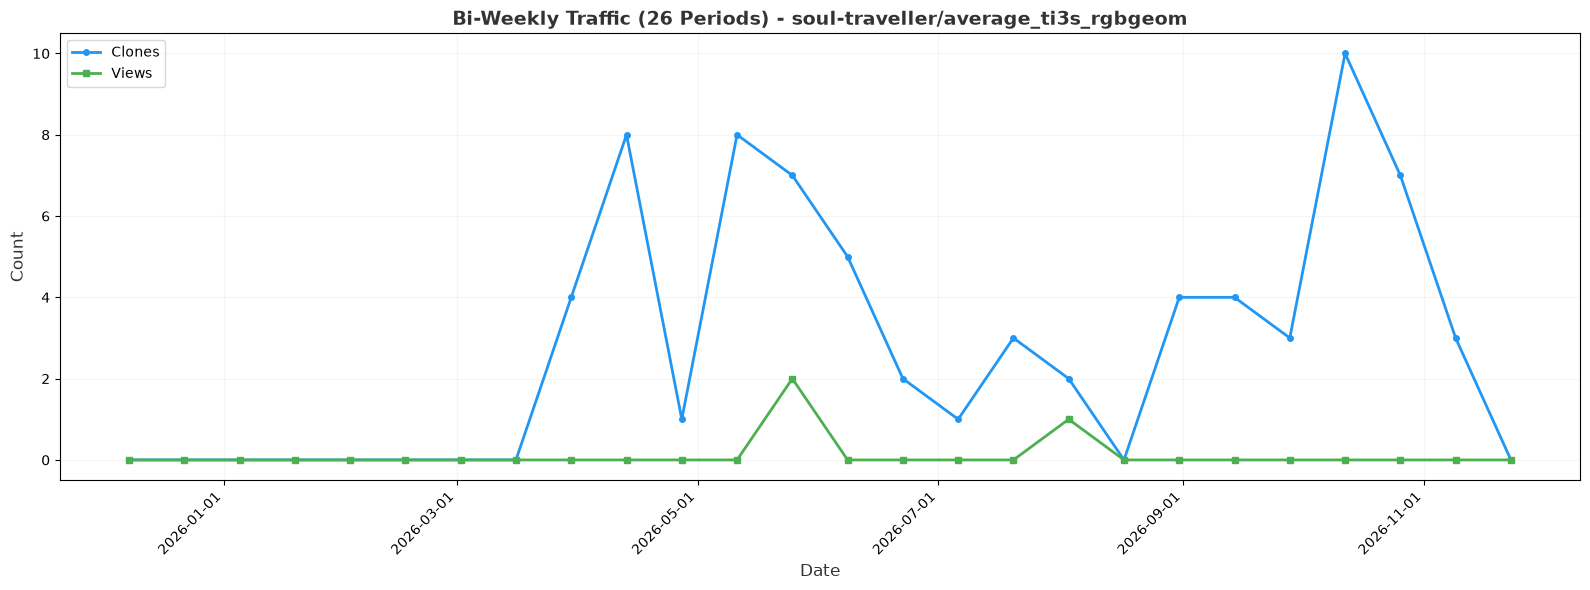 Bi-Weekly Traffic (26 Periods) - soul-traveller/average_ti3s_rgbgeom
Clones
Views
10
8
6
4
2
0
Count
2026-01-01
2026-03-01
2026-05-01
2026-07-01
2026-09-01
2026-11-01
Date